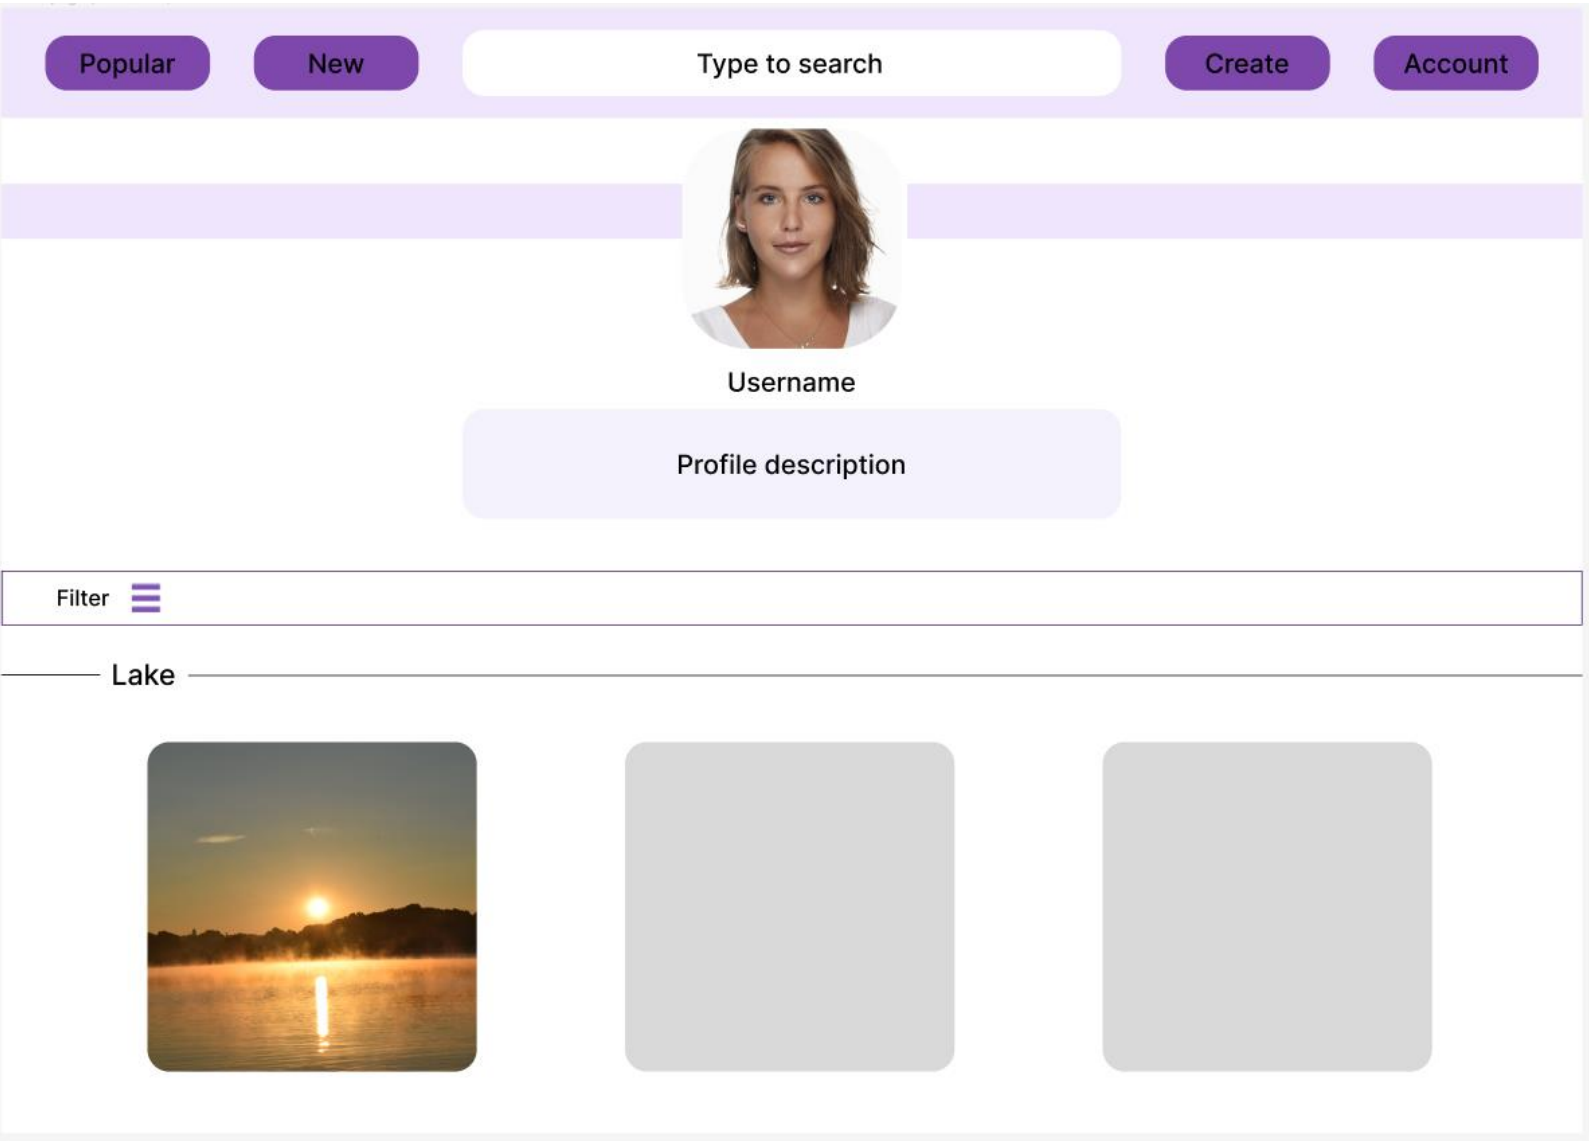 Popular
New
Type to search
Create
Account
Username
Profile description
Filter
Lake